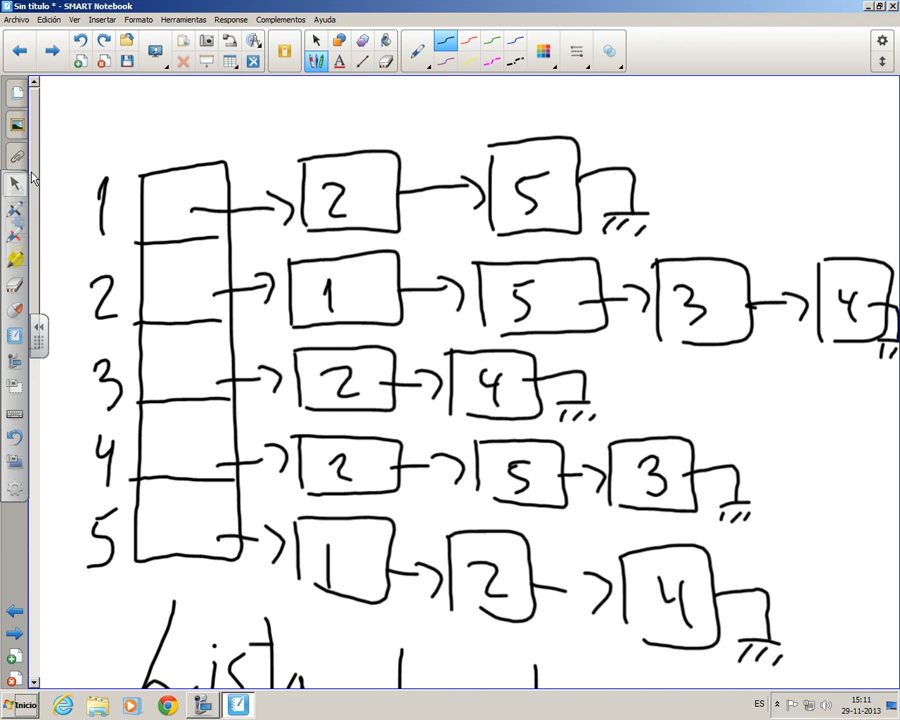 Sin título * - SMART Notebook
Archivo Edición Ver Insertar Formato Herramientas Response Complementos Ayuda
1 2 5
2 1 5 3 4
3 2 4
4 2 5 3
5 1 2 4
Inicio
ES
15:11
29-11-2013